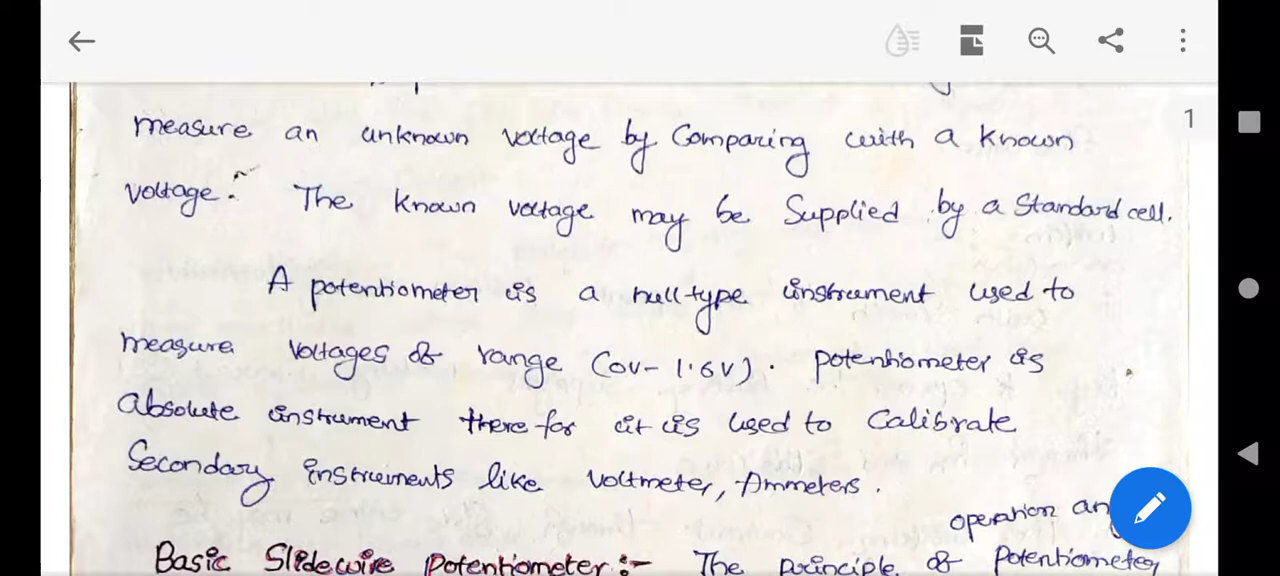 1
measure an unknown voltage by Comparing with a known
voltage. The known voltage may be Supplied by a Standard cell.
A potentiometer is a null-type instrument used to
measure voltages of range (0V-1.6V). potentiometer is
absolute instrument there for it is used to Calibrate
Secondary instruments like voltmeter, Ammeters.
operation an
Basic Slidewire Potentiometer:- The principle of Potentiometer